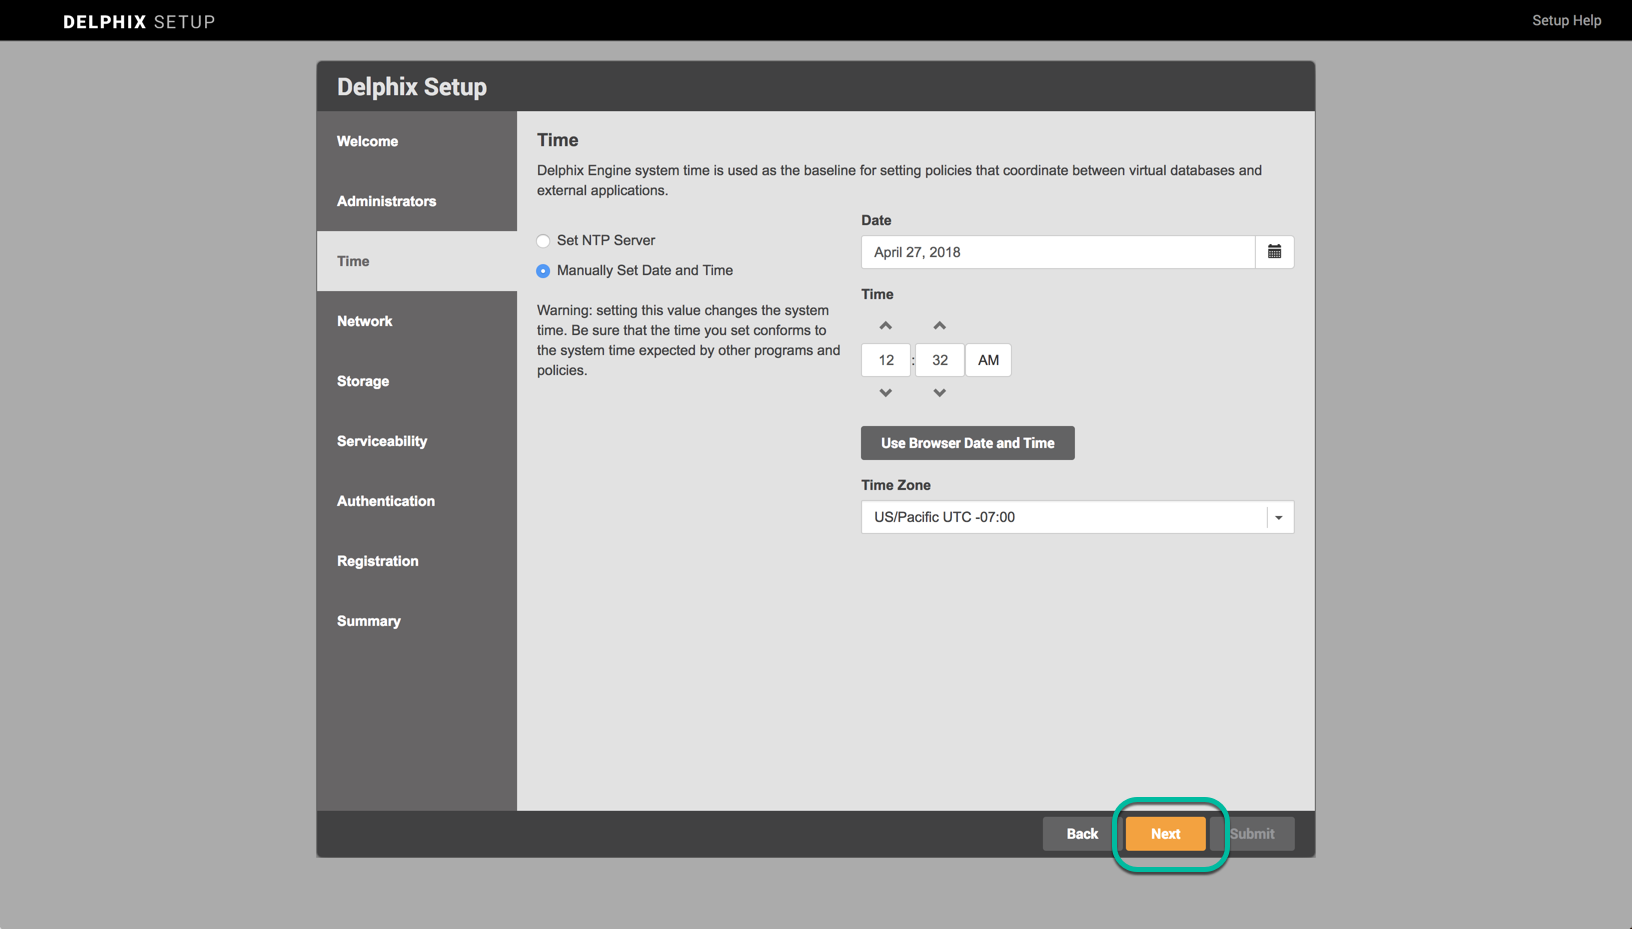 DELPHIX SETUP
Setup Help
Delphix Setup
Welcome
Administrators
Time
Network
Storage
Serviceability
Authentication
Registration
Summary
Time
Delphix Engine system time is used as the baseline for setting policies that coordinate between virtual databases and
external applications.
Set NTP Server
Manually Set Date and Time
Warning: setting this value changes the system
time. Be sure that the time you set conforms to
the system time expected by other programs and
policies.
Date
April 27, 2018
Time
12 : 32 AM
Use Browser Date and Time
Time Zone
US/Pacific UTC -07:00
Back
Next
Submit